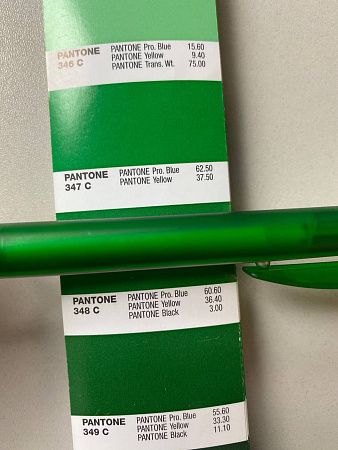 PANTONE PANTONE Pro. Blue 15.60
346 C PANTONE Yellow 9.40
PANTONE Trans. Wt. 75.00
PANTONE PANTONE Pro. Blue 62.50
347 C PANTONE Yellow 37.50
PANTONE PANTONE Pro. Blue 60.60
348 C PANTONE Yellow 36.40
PANTONE Black 3.00
PANTONE PANTONE Pro. Blue 55.60
349 C PANTONE Yellow 33.30
PANTONE Black 11.10